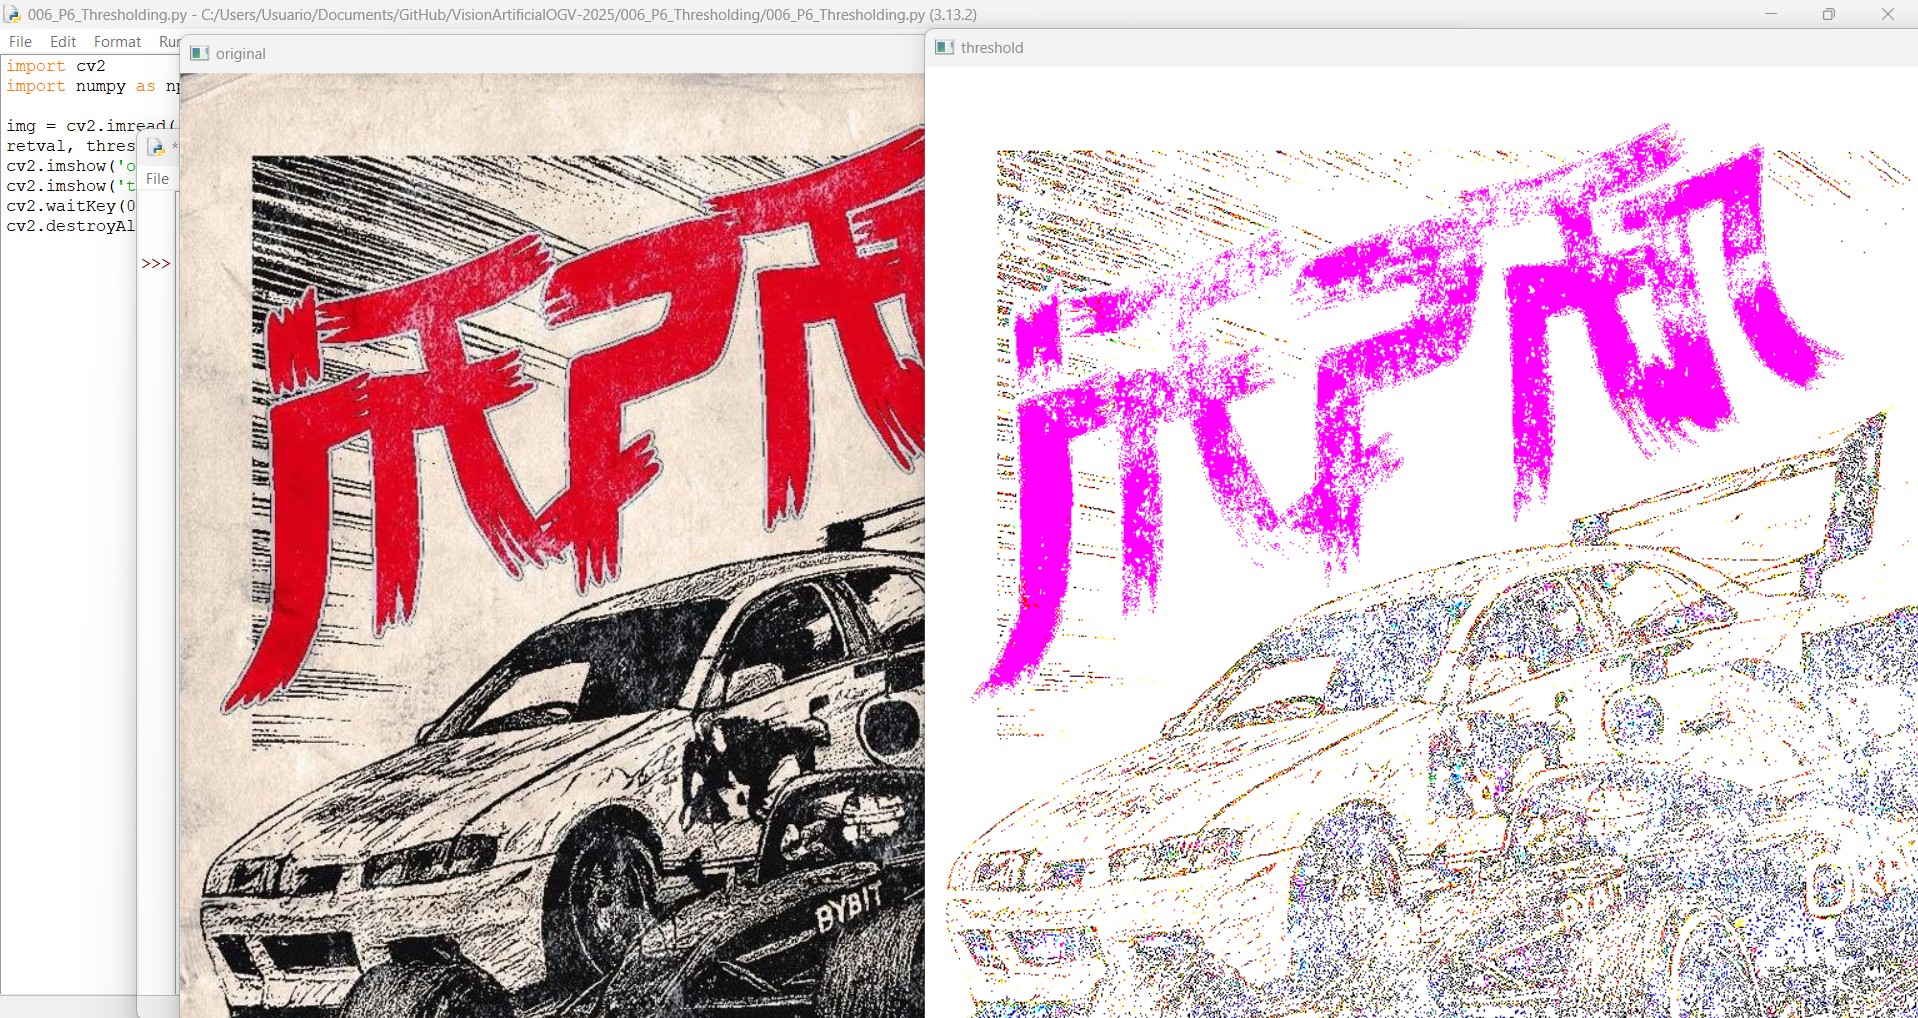 006_P6_Thresholding.py - C:/Users/Usuario/Documents/GitHub/VisionArtificialOGV-2025/006_P6_Thresholding/006_P6_Thresholding.py (3.13.2)
File Edit Format Run
import cv2
import numpy as np
img = cv2.imread(
retval, thres
cv2.imshow('o
cv2.imshow('t
cv2.waitKey(0
cv2.destroyAl
*
File
>>>
original
BYBIT
threshold